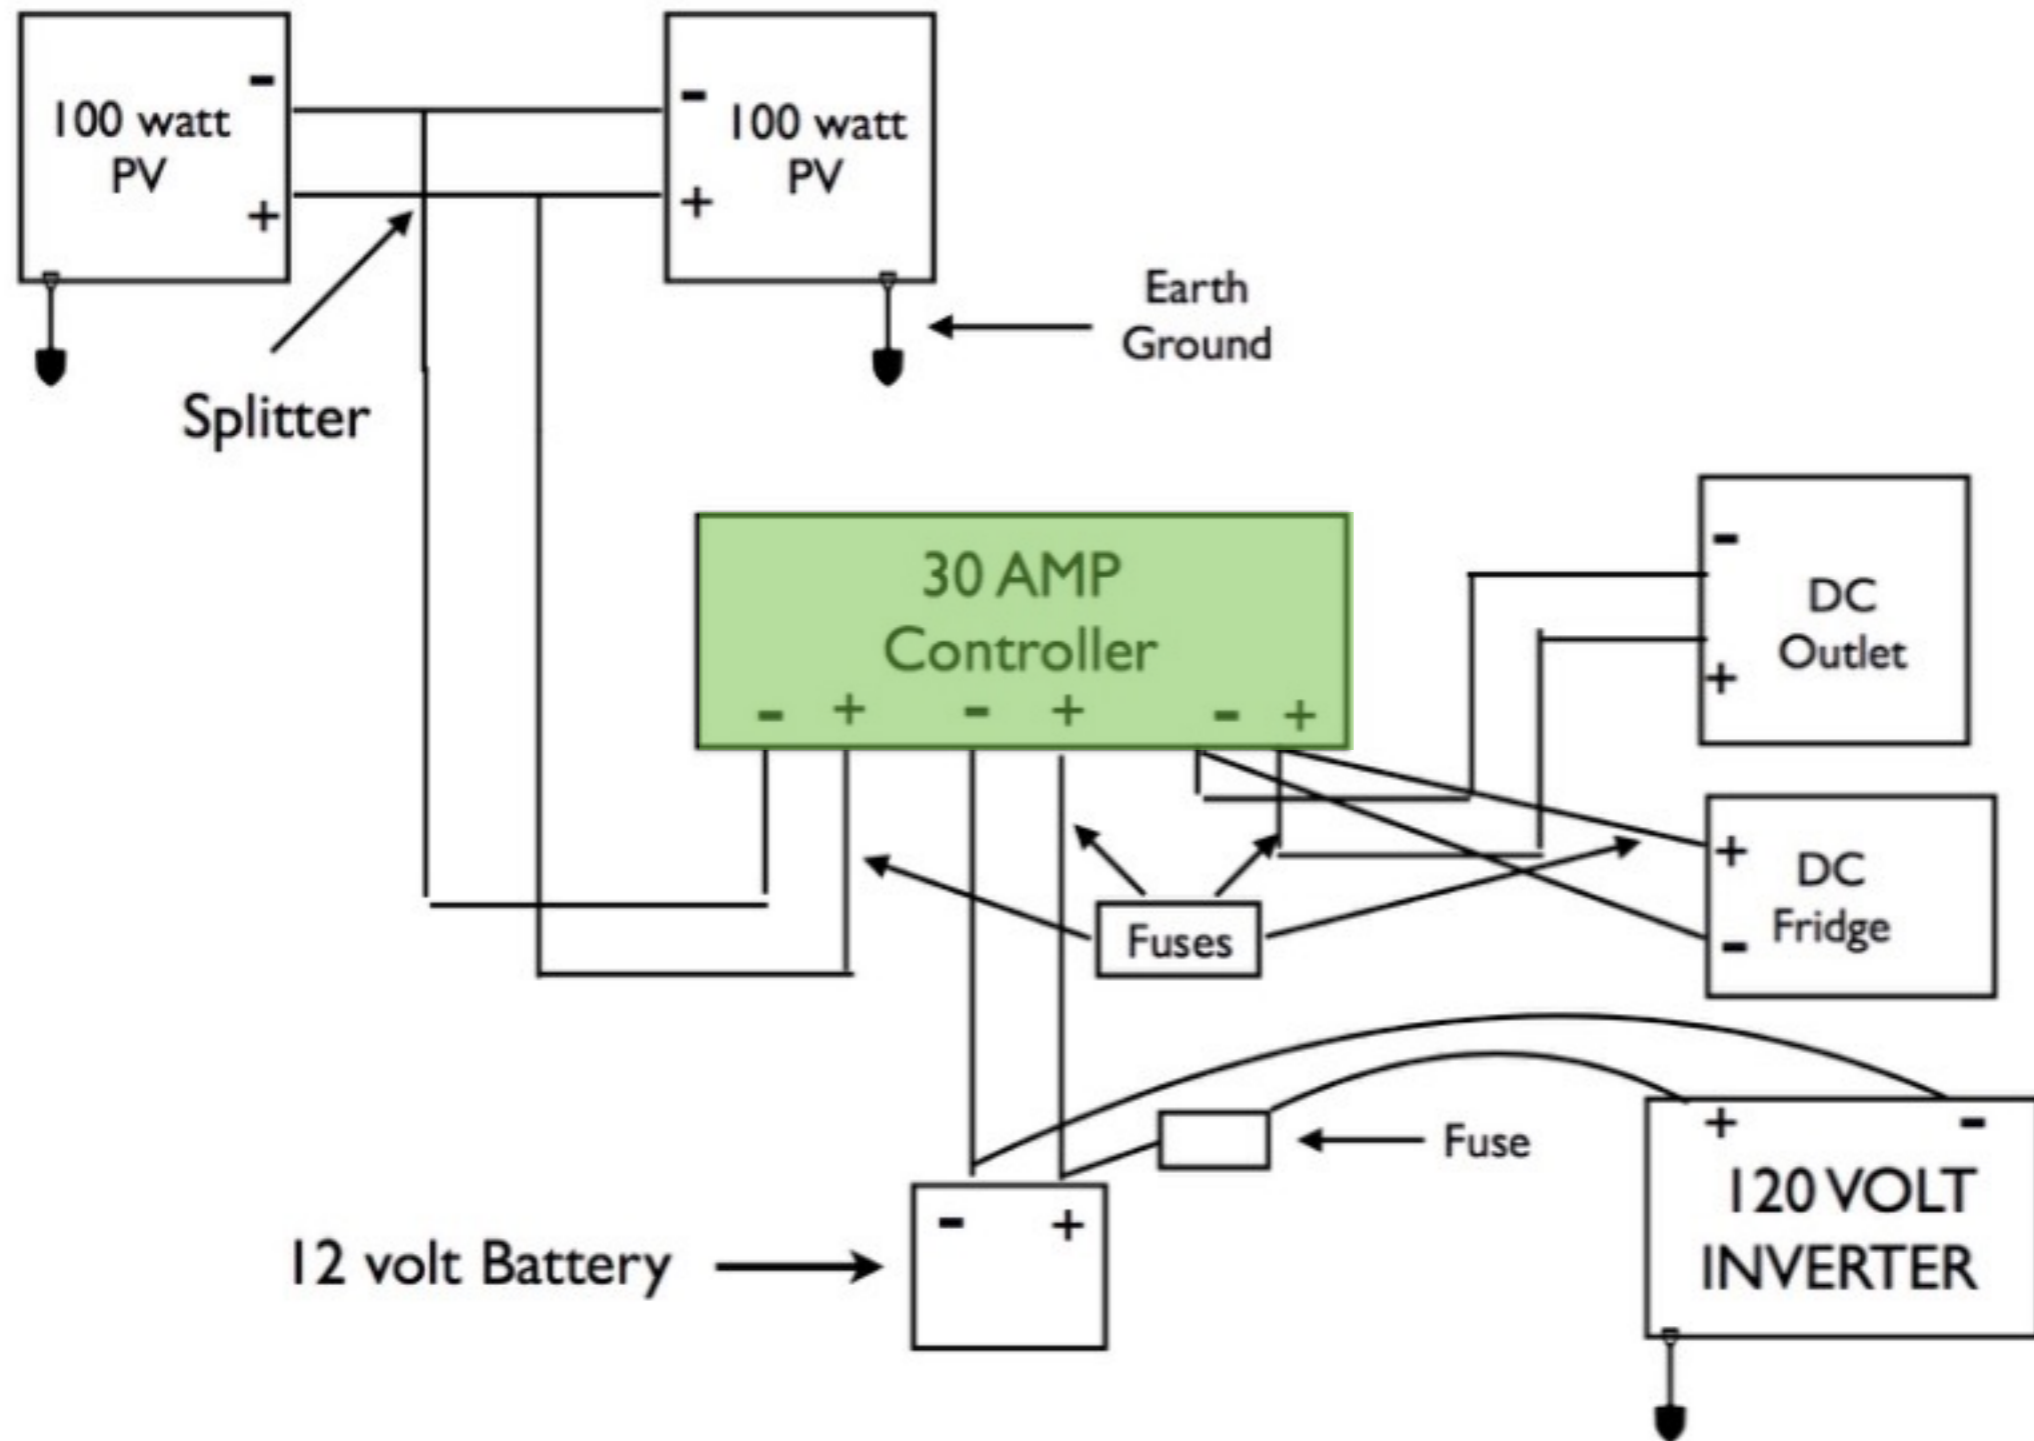 -
100 watt
PV
+
-
100 watt
PV
+
Earth
Ground
Splitter
30 AMP
Controller
- + - + - +
-
DC
Outlet
+
+
DC
Fridge
-
Fuses
Fuse
+ -
120 VOLT
INVERTER
- +
12 volt Battery